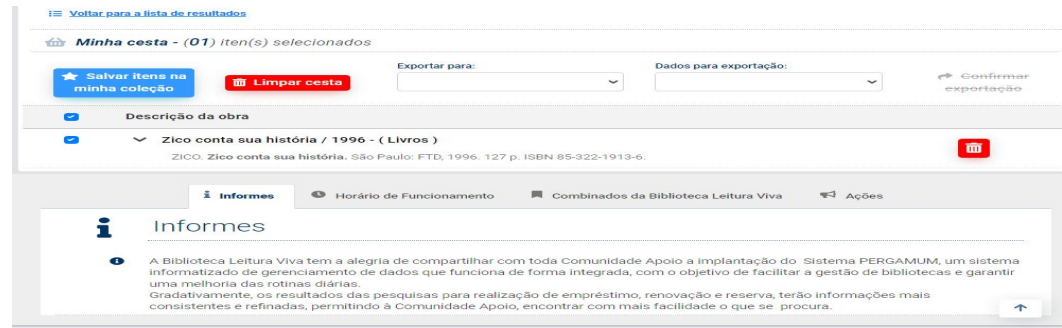 Voltar para a lista de resultados
Minha cesta - (01) iten(s) selecionados
Exportar para:
Dados para exportação:
Salvar itens na
minha coleção
Limpar cesta
Confirmar
exportação
Descrição da obra
Zico conta sua história / 1996 - ( Livros )
ZICO. Zico conta sua história. São Paulo: FTD, 1996. 127 p. ISBN 85-322-1913-6.
Informes Horário de Funcionamento Combinados da Biblioteca Leitura Viva Ações
Informes
A Biblioteca Leitura Viva tem a alegria de compartilhar com toda Comunidade Apoio a implantação do Sistema PERGAMUM, um sistema
informatizado de gerenciamento de dados que funciona de forma integrada, com o objetivo de facilitar a gestão de bibliotecas e garantir
uma melhoria das rotinas diárias.
Gradativamente, os resultados das pesquisas para realização de empréstimo, renovação e reserva, terão informações mais
consistentes e refinadas, permitindo à Comunidade Apoio, encontrar com mais facilidade o que se procura.